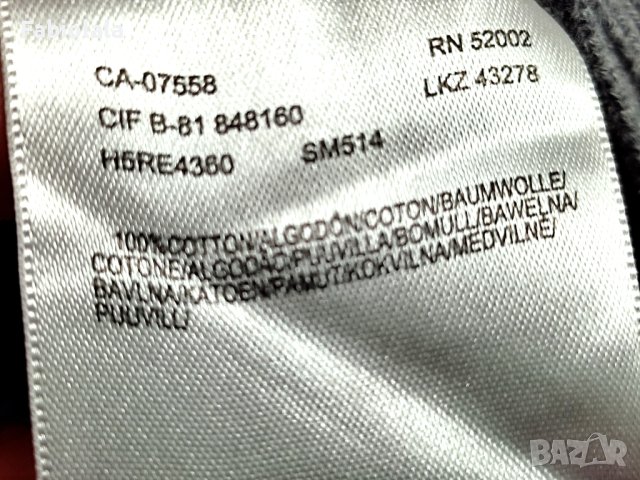 Fabiolala
RN 52002
CA-07558
LKZ 43278
CIF B-81 848160
H5RE4360
SM514
100%COTTON/ALGODÓN/COTON/BAUMWOLLE/
COTONE/ALGODÃO/PUUVILLA/BOMULL/BAWEŁNA/
BAVLNA/KATOEN/PAMUT/KOKVILNA/MEDVILNĖ/
PUUVILL/
BAZAR